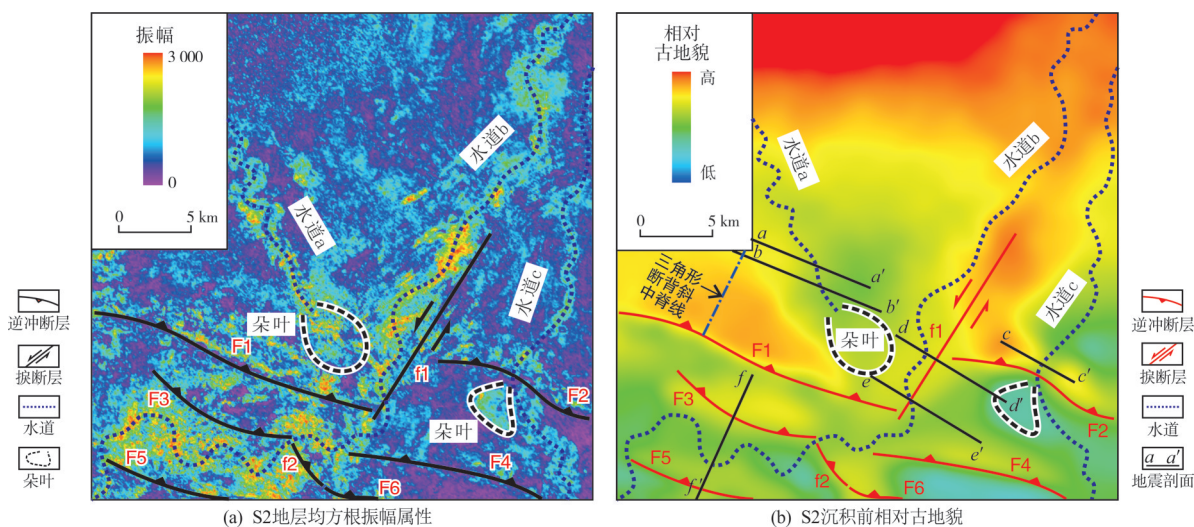 振幅
3 000
0
0
5 km
水道a
水道b
水道c
朵叶
朵叶
F1
F3
F5
f2
F6
F4
F2
f1
逆冲断层
捩断层
水道
朵叶
(a) S2地层均方根振幅属性
相对
古地貌
高
低
0
5 km
水道a
水道b
水道c
a
b
a′
b′
三角形
断背斜
中脊线
朵叶
d
e
f
c
c′
d′
e′
f′
f1
F1
F3
F5
f2
F6
F4
F2
逆冲断层
捩断层
水道
a a′
地震剖面
(b) S2沉积前相对古地貌